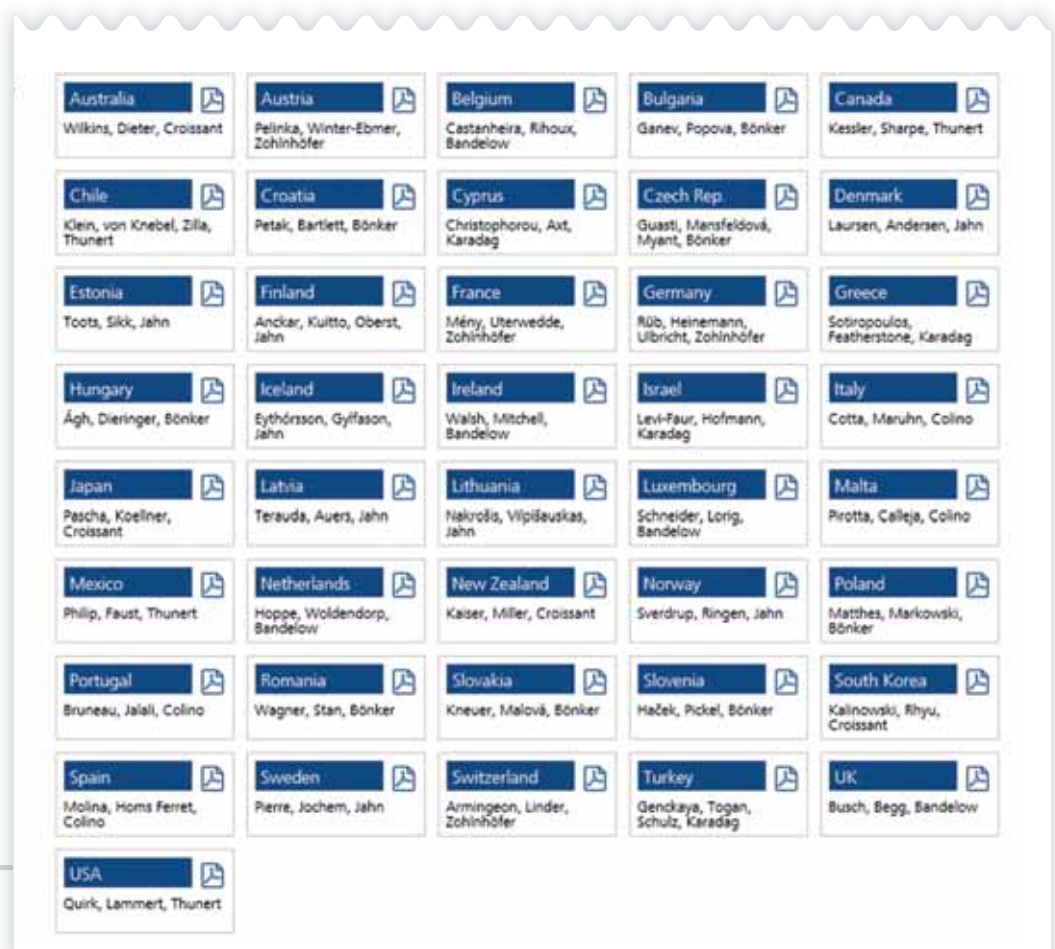 Australia
Wilkins, Dieter, Croissant
Austria
Pelinka, Winter-Ebmer,
Zohlnhöfer
Belgium
Castanheira, Rihoux,
Bandelow
Bulgaria
Ganev, Popova, Bönker
Canada
Kessler, Sharpe, Thunert
Chile
Klein, von Knebel, Zilla,
Thunert
Croatia
Petak, Bartlett, Bönker
Cyprus
Christophorou, Axt,
Karadag
Czech Rep.
Guasti, Mansfeldová,
Myant, Bönker
Denmark
Laursen, Andersen, Jahn
Estonia
Toots, Sikk, Jahn
Finland
Anckar, Kuitto, Oberst,
Jahn
France
Mény, Uterwedde,
Zohlnhöfer
Germany
Rüb, Heinemann,
Ulbricht, Zohlnhöfer
Greece
Sotiropoulos,
Featherstone, Karadag
Hungary
Ágh, Dieringer, Bönker
Iceland
Eythórsson, Gylfason,
Jahn
Ireland
Walsh, Mitchell,
Bandelow
Israel
Levi-Faur, Hofmann,
Karadag
Italy
Cotta, Maruhn, Colino
Japan
Pascha, Koellner,
Croissant
Latvia
Terauda, Auers, Jahn
Lithuania
Nakrošis, Vilpišauskas,
Jahn
Luxembourg
Schneider, Lorig,
Bandelow
Malta
Pirotta, Calleja, Colino
Mexico
Philip, Faust, Thunert
Netherlands
Hoppe, Woldendorp,
Bandelow
New Zealand
Kaiser, Miller, Croissant
Norway
Sverdrup, Ringen, Jahn
Poland
Matthes, Markowski,
Bönker
Portugal
Bruneau, Jalali, Colino
Romania
Wagner, Stan, Bönker
Slovakia
Kneuer, Malová, Bönker
Slovenia
Haček, Pickel, Bönker
South Korea
Kalinowski, Rhyu,
Croissant
Spain
Molina, Homs Ferret,
Colino
Sweden
Pierre, Jochem, Jahn
Switzerland
Armingeon, Linder,
Zohlnhöfer
Turkey
Genckaya, Togan,
Schulz, Karadag
UK
Busch, Begg, Bandelow
USA
Quirk, Lammert, Thunert